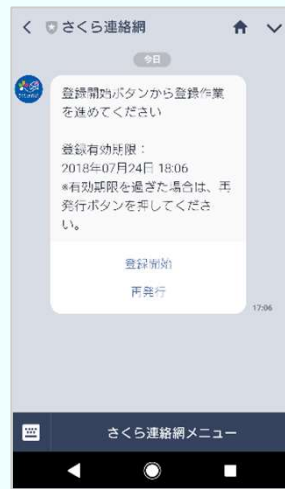 さくら連絡網
今日
登録開始ボタンから登録作業
を進めてください
登録有効期限：
2018年07月24日 18:06
*有効期限を過ぎた場合は、再
発行ボタンを押してくださ
い。
登録開始
再発行
17:06
さくら連絡網メニュー